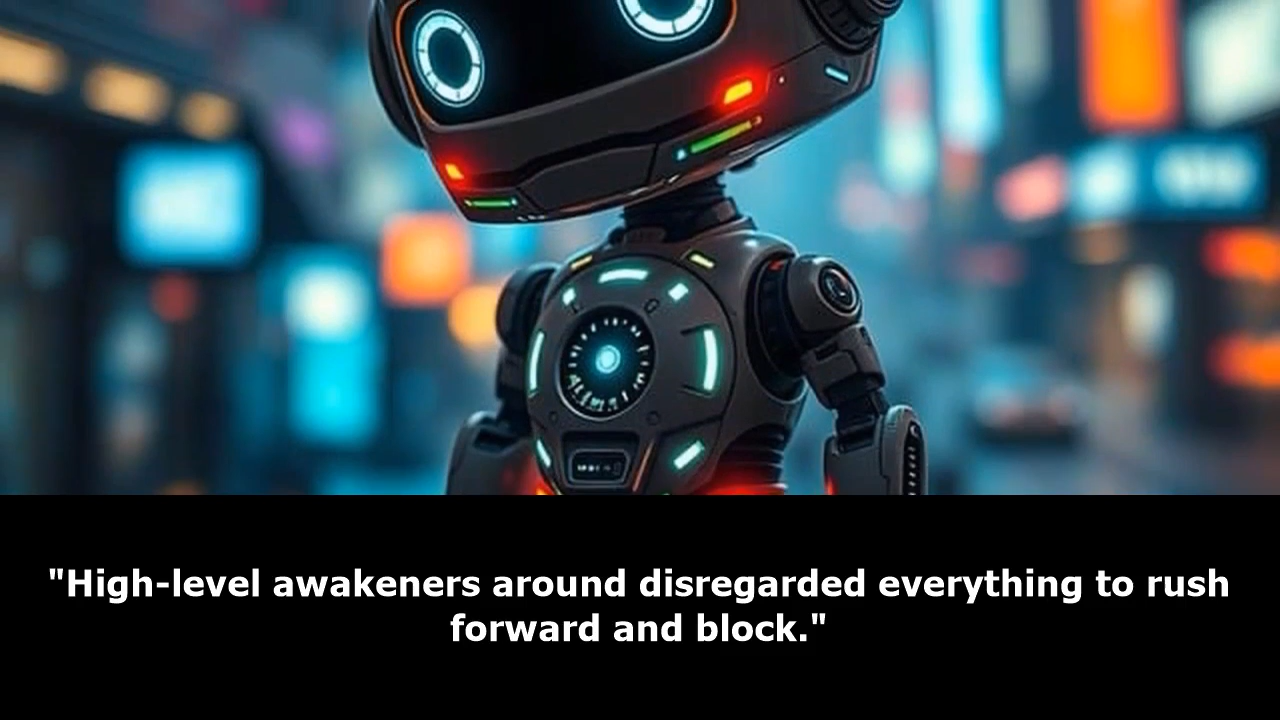 "High-level awakeners around disregarded everything to rush
forward and block."